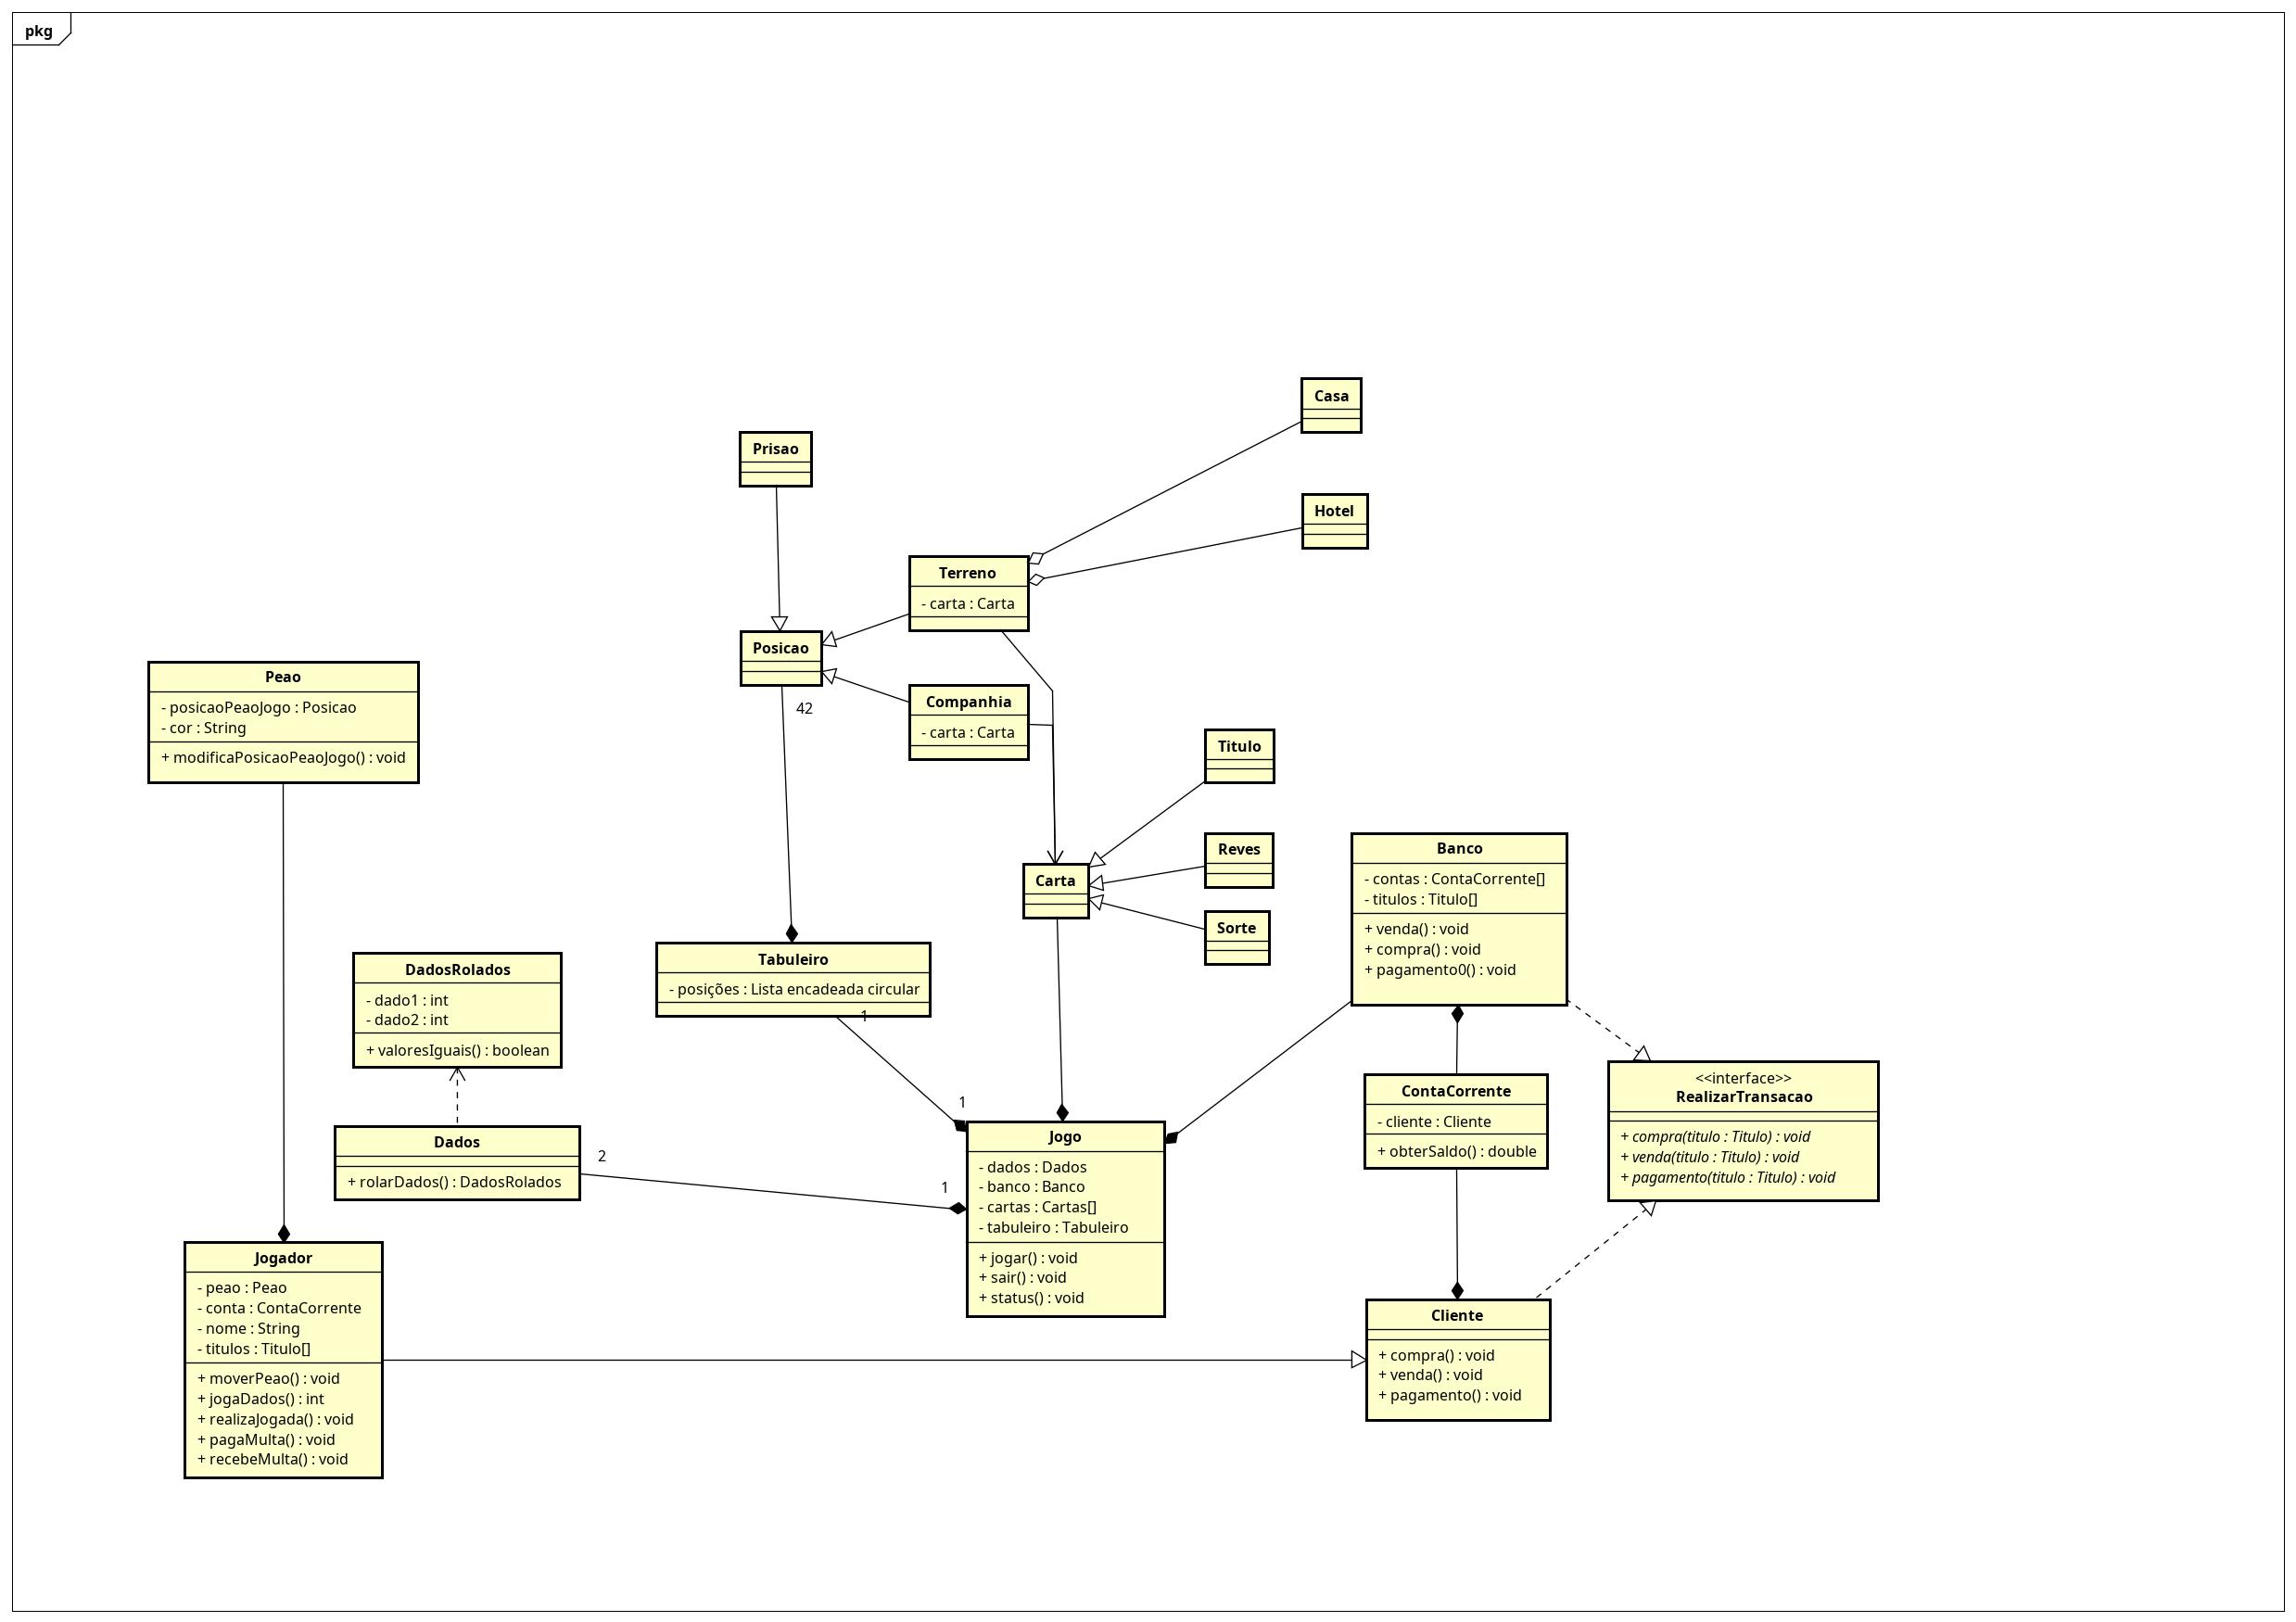 pkg
Casa
Prisao
Hotel
Terreno
- carta : Carta
Posicao
42
Peao
- posicaoPeaoJogo : Posicao
- cor : String
+ modificaPosicaoPeaoJogo() : void
Companhia
- carta : Carta
Titulo
Reves
Sorte
Carta
Banco
- contas : ContaCorrente[]
- titulos : Titulo[]
+ venda() : void
+ compra() : void
+ pagamento0() : void
Tabuleiro
- posições : Lista encadeada circular
1
1
DadosRolados
- dado1 : int
- dado2 : int
+ valoresIguais() : boolean
Dados
+ rolarDados() : DadosRolados
2
1
ContaCorrente
- cliente : Cliente
+ obterSaldo() : double
<<interface>>
RealizarTransacao
+ compra(titulo : Titulo) : void
+ venda(titulo : Titulo) : void
+ pagamento(titulo : Titulo) : void
Jogo
- dados : Dados
- banco : Banco
- cartas : Cartas[]
- tabuleiro : Tabuleiro
+ jogar() : void
+ sair() : void
+ status() : void
Jogador
- peao : Peao
- conta : ContaCorrente
- nome : String
- titulos : Titulo[]
+ moverPeao() : void
+ jogaDados() : int
+ realizaJogada() : void
+ pagaMulta() : void
+ recebeMulta() : void
Cliente
+ compra() : void
+ venda() : void
+ pagamento() : void